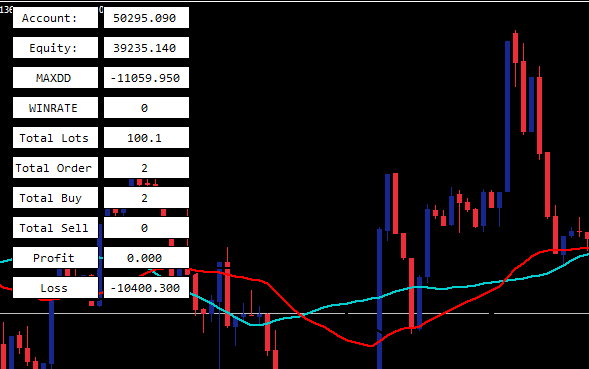 Account: 50295.090
Equity: 39235.140
MAXDD -11059.950
WINRATE 0
Total Lots 100.1
Total Order 2
Total Buy 2
Total Sell 0
Profit 0.000
Loss -10400.300